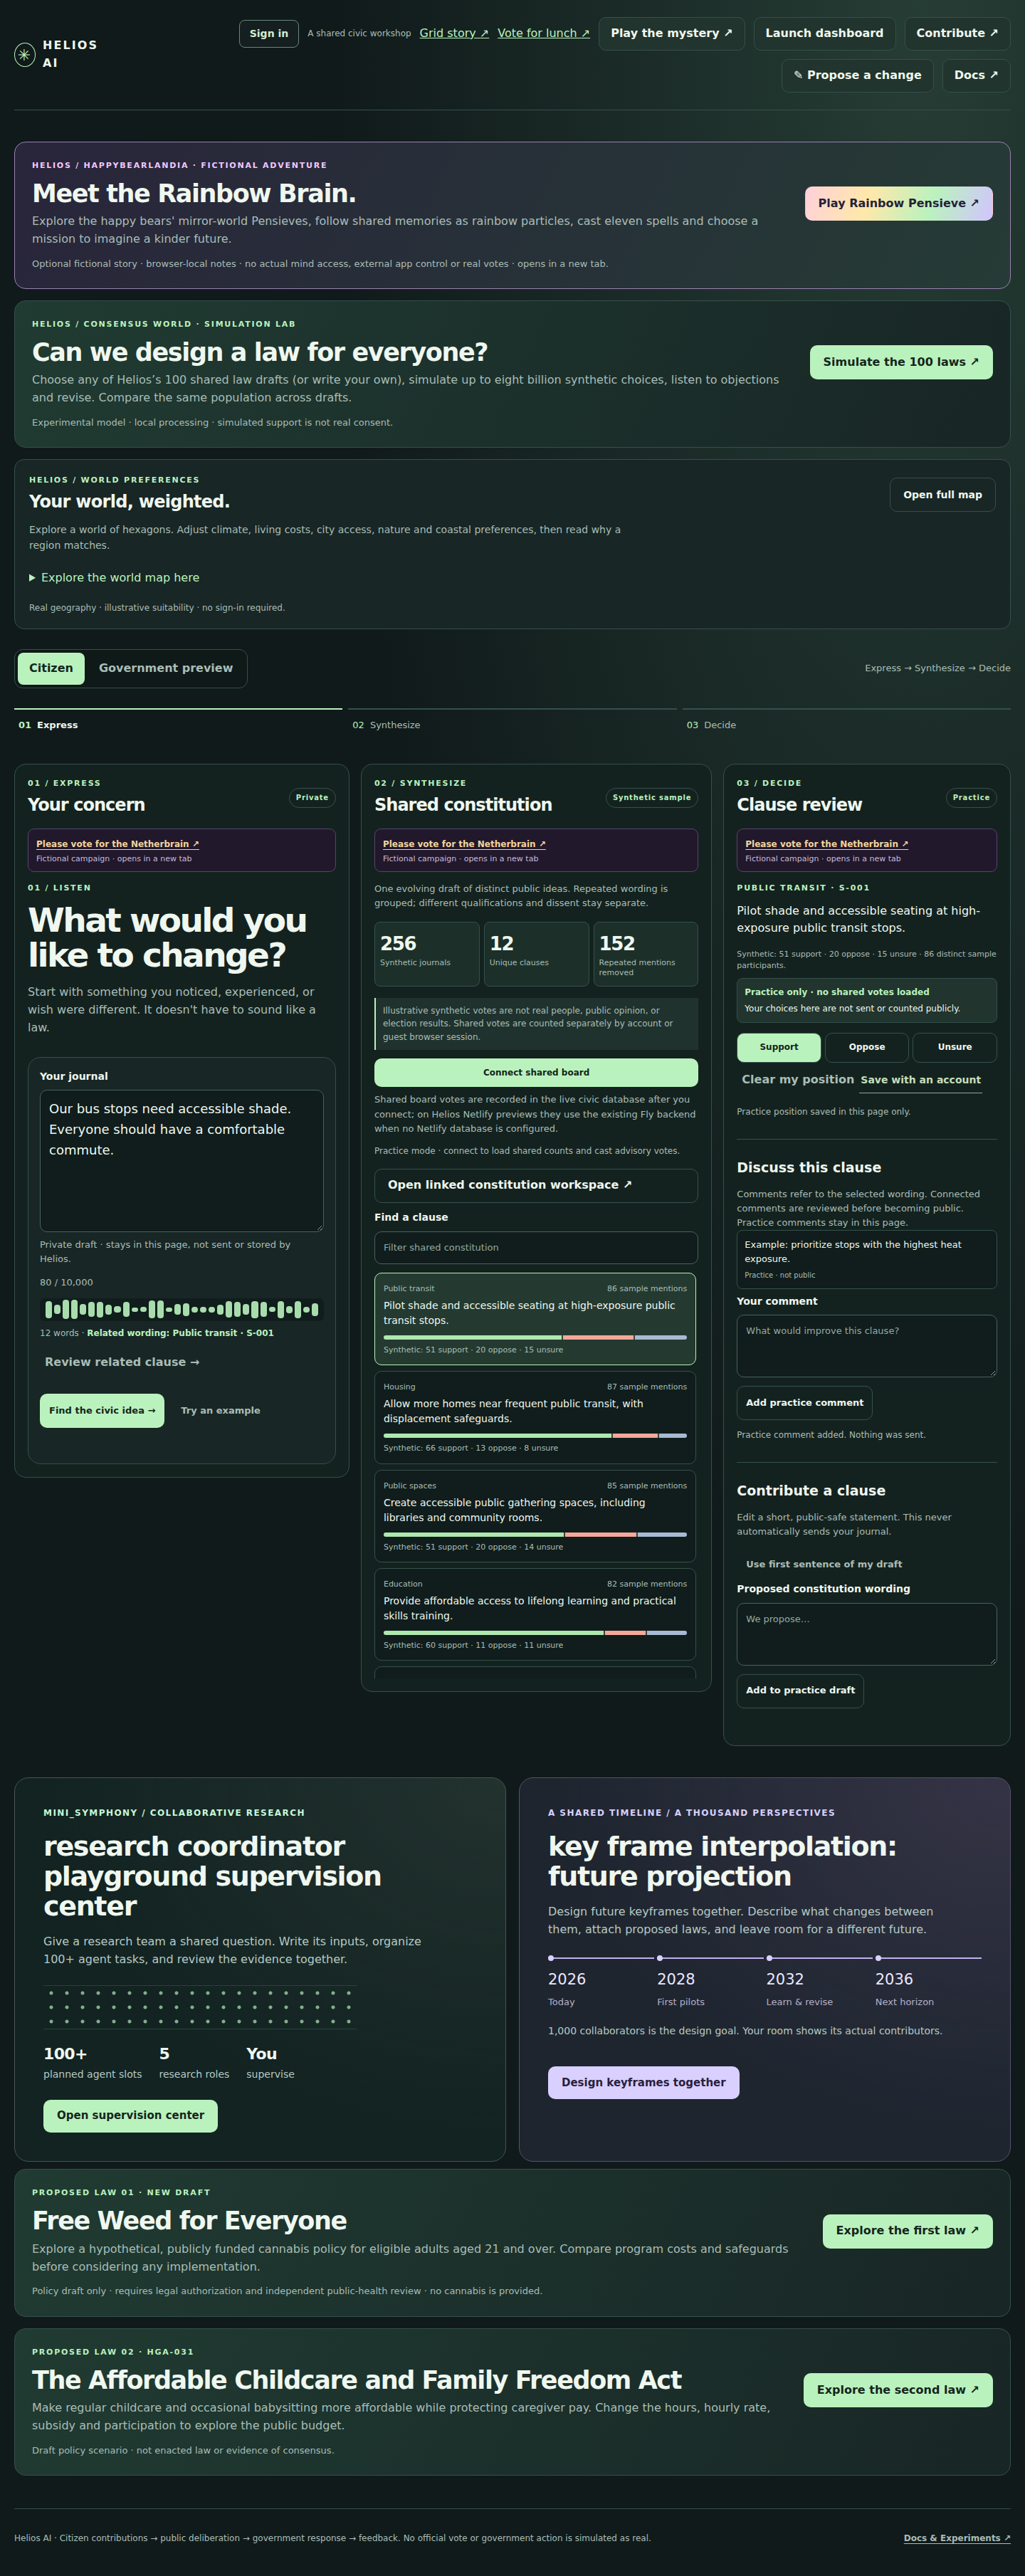 HELIOS
AI
Sign in
A shared civic workshop
Grid story ↗
Vote for lunch ↗
Play the mystery ↗
Launch dashboard
Contribute ↗
✎ Propose a change
Docs ↗
HELIOS / HAPPYBEARLANDIA · FICTIONAL ADVENTURE
Meet the Rainbow Brain.
Explore the happy bears' mirror-world Pensieves, follow shared memories as rainbow particles, cast eleven spells and choose a
mission to imagine a kinder future.
Optional fictional story · browser-local notes · no actual mind access, external app control or real votes · opens in a new tab.
Play Rainbow Pensieve ↗
HELIOS / CONSENSUS WORLD · SIMULATION LAB
Can we design a law for everyone?
Choose any of Helios’s 100 shared law drafts (or write your own), simulate up to eight billion synthetic choices, listen to objections
and revise. Compare the same population across drafts.
Experimental model · local processing · simulated support is not real consent.
Simulate the 100 laws ↗
HELIOS / WORLD PREFERENCES
Your world, weighted.
Explore a world of hexagons. Adjust climate, living costs, city access, nature and coastal preferences, then read why a
region matches.
▶ Explore the world map here
Real geography · illustrative suitability · no sign-in required.
Open full map
Citizen
Government preview
Express → Synthesize → Decide
01 Express
02 Synthesize
03 Decide
01 / EXPRESS
Your concern
Private
Please vote for the Netherbrain ↗
Fictional campaign · opens in a new tab
01 / LISTEN
What would you
like to change?
Start with something you noticed, experienced, or
wish were different. It doesn't have to sound like a
law.
Your journal
Our bus stops need accessible shade.
Everyone should have a comfortable
commute.
Private draft · stays in this page, not sent or stored by
Helios.
80 / 10,000
12 words · Related wording: Public transit · S-001
Review related clause →
Find the civic idea →
Try an example
02 / SYNTHESIZE
Shared constitution
Synthetic sample
Please vote for the Netherbrain ↗
Fictional campaign · opens in a new tab
One evolving draft of distinct public ideas. Repeated wording is
grouped; different qualifications and dissent stay separate.
256
Synthetic journals
12
Unique clauses
152
Repeated mentions
removed
Illustrative synthetic votes are not real people, public opinion, or
election results. Shared votes are counted separately by account or
guest browser session.
Connect shared board
Shared board votes are recorded in the live civic database after you
connect; on Helios Netlify previews they use the existing Fly backend
when no Netlify database is configured.
Practice mode · connect to load shared counts and cast advisory votes.
Open linked constitution workspace ↗
Find a clause
Filter shared constitution
Public transit
86 sample mentions
Pilot shade and accessible seating at high-exposure public
transit stops.
Synthetic: 51 support · 20 oppose · 15 unsure
Housing
87 sample mentions
Allow more homes near frequent public transit, with
displacement safeguards.
Synthetic: 66 support · 13 oppose · 8 unsure
Public spaces
85 sample mentions
Create accessible public gathering spaces, including
libraries and community rooms.
Synthetic: 51 support · 20 oppose · 14 unsure
Education
82 sample mentions
Provide affordable access to lifelong learning and practical
skills training.
Synthetic: 60 support · 11 oppose · 11 unsure
03 / DECIDE
Clause review
Practice
Please vote for the Netherbrain ↗
Fictional campaign · opens in a new tab
PUBLIC TRANSIT · S-001
Pilot shade and accessible seating at high-
exposure public transit stops.
Synthetic: 51 support · 20 oppose · 15 unsure · 86 distinct sample
participants.
Practice only · no shared votes loaded
Your choices here are not sent or counted publicly.
Support
Oppose
Unsure
Clear my position
Save with an account
Practice position saved in this page only.
Discuss this clause
Comments refer to the selected wording. Connected
comments are reviewed before becoming public.
Practice comments stay in this page.
Example: prioritize stops with the highest heat
exposure.
Practice · not public
Your comment
What would improve this clause?
Add practice comment
Practice comment added. Nothing was sent.
Contribute a clause
Edit a short, public-safe statement. This never
automatically sends your journal.
Use first sentence of my draft
Proposed constitution wording
We propose...
Add to practice draft
MINI_SYMPHONY / COLLABORATIVE RESEARCH
research coordinator
playground supervision
center
Give a research team a shared question. Write its inputs, organize
100+ agent tasks, and review the evidence together.
100+
planned agent slots
5
research roles
You
supervise
Open supervision center
A SHARED TIMELINE / A THOUSAND PERSPECTIVES
key frame interpolation:
future projection
Design future keyframes together. Describe what changes between
them, attach proposed laws, and leave room for a different future.
2026
Today
2028
First pilots
2032
Learn & revise
2036
Next horizon
1,000 collaborators is the design goal. Your room shows its actual contributors.
Design keyframes together
PROPOSED LAW 01 · NEW DRAFT
Free Weed for Everyone
Explore a hypothetical, publicly funded cannabis policy for eligible adults aged 21 and over. Compare program costs and safeguards
before considering any implementation.
Policy draft only · requires legal authorization and independent public-health review · no cannabis is provided.
Explore the first law ↗
PROPOSED LAW 02 · HGA-031
The Affordable Childcare and Family Freedom Act
Make regular childcare and occasional babysitting more affordable while protecting caregiver pay. Change the hours, hourly rate,
subsidy and participation to explore the public budget.
Draft policy scenario · not enacted law or evidence of consensus.
Explore the second law ↗
Helios AI · Citizen contributions → public deliberation → government response → feedback. No official vote or government action is simulated as real.
Docs & Experiments ↗